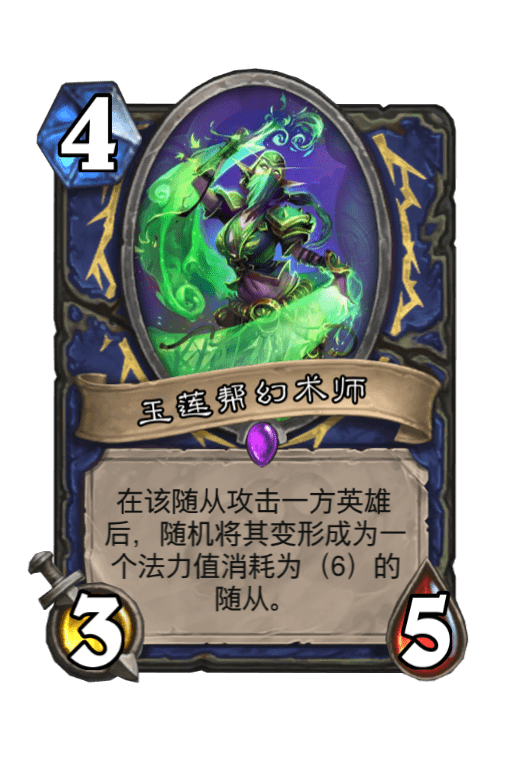 4
玉莲帮幻术师
在该随从攻击一方英雄
后，随机将其变形成为一
个法力值消耗为（6）的
随从。
3
5